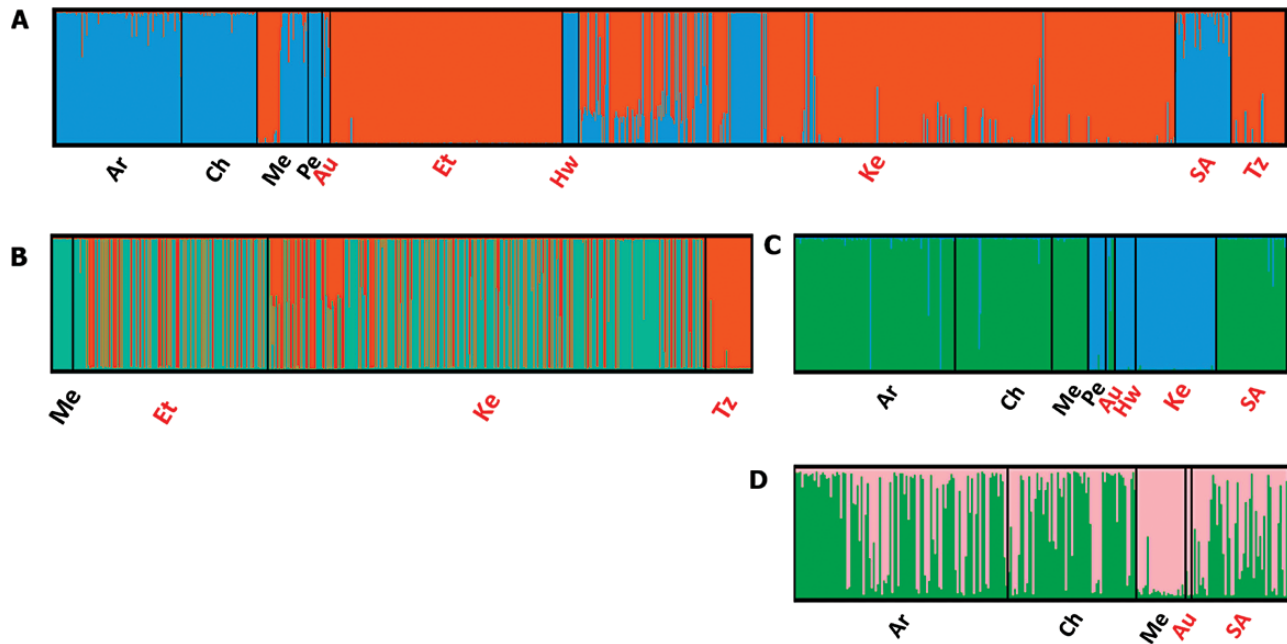 A
Ar Ch Me Pe Au Et Hw Ke SA Tz
B
Me Et Ke Tz
C
Ar Ch Me Pe Au Hw Ke SA
D
Ar Ch Me Au SA